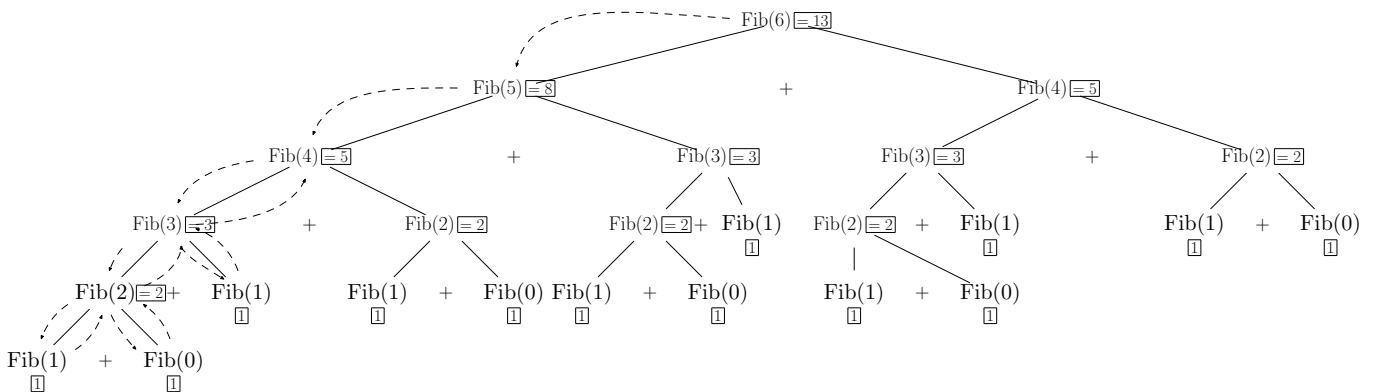 Fib(6) = 13
Fib(5) = 8 + Fib(4) = 5
Fib(4) = 5 + Fib(3) = 3 Fib(3) = 3 + Fib(2) = 2
Fib(3) = 3 + Fib(2) = 2 Fib(2) = 2 + Fib(1) Fib(2) = 2 + Fib(1) Fib(1) + Fib(0)
1 1 1 1
Fib(2) = 2 + Fib(1) Fib(1) + Fib(0) Fib(1) + Fib(0) Fib(1) + Fib(0)
1 1 1 1 1 1 1
Fib(1) + Fib(0)
1 1